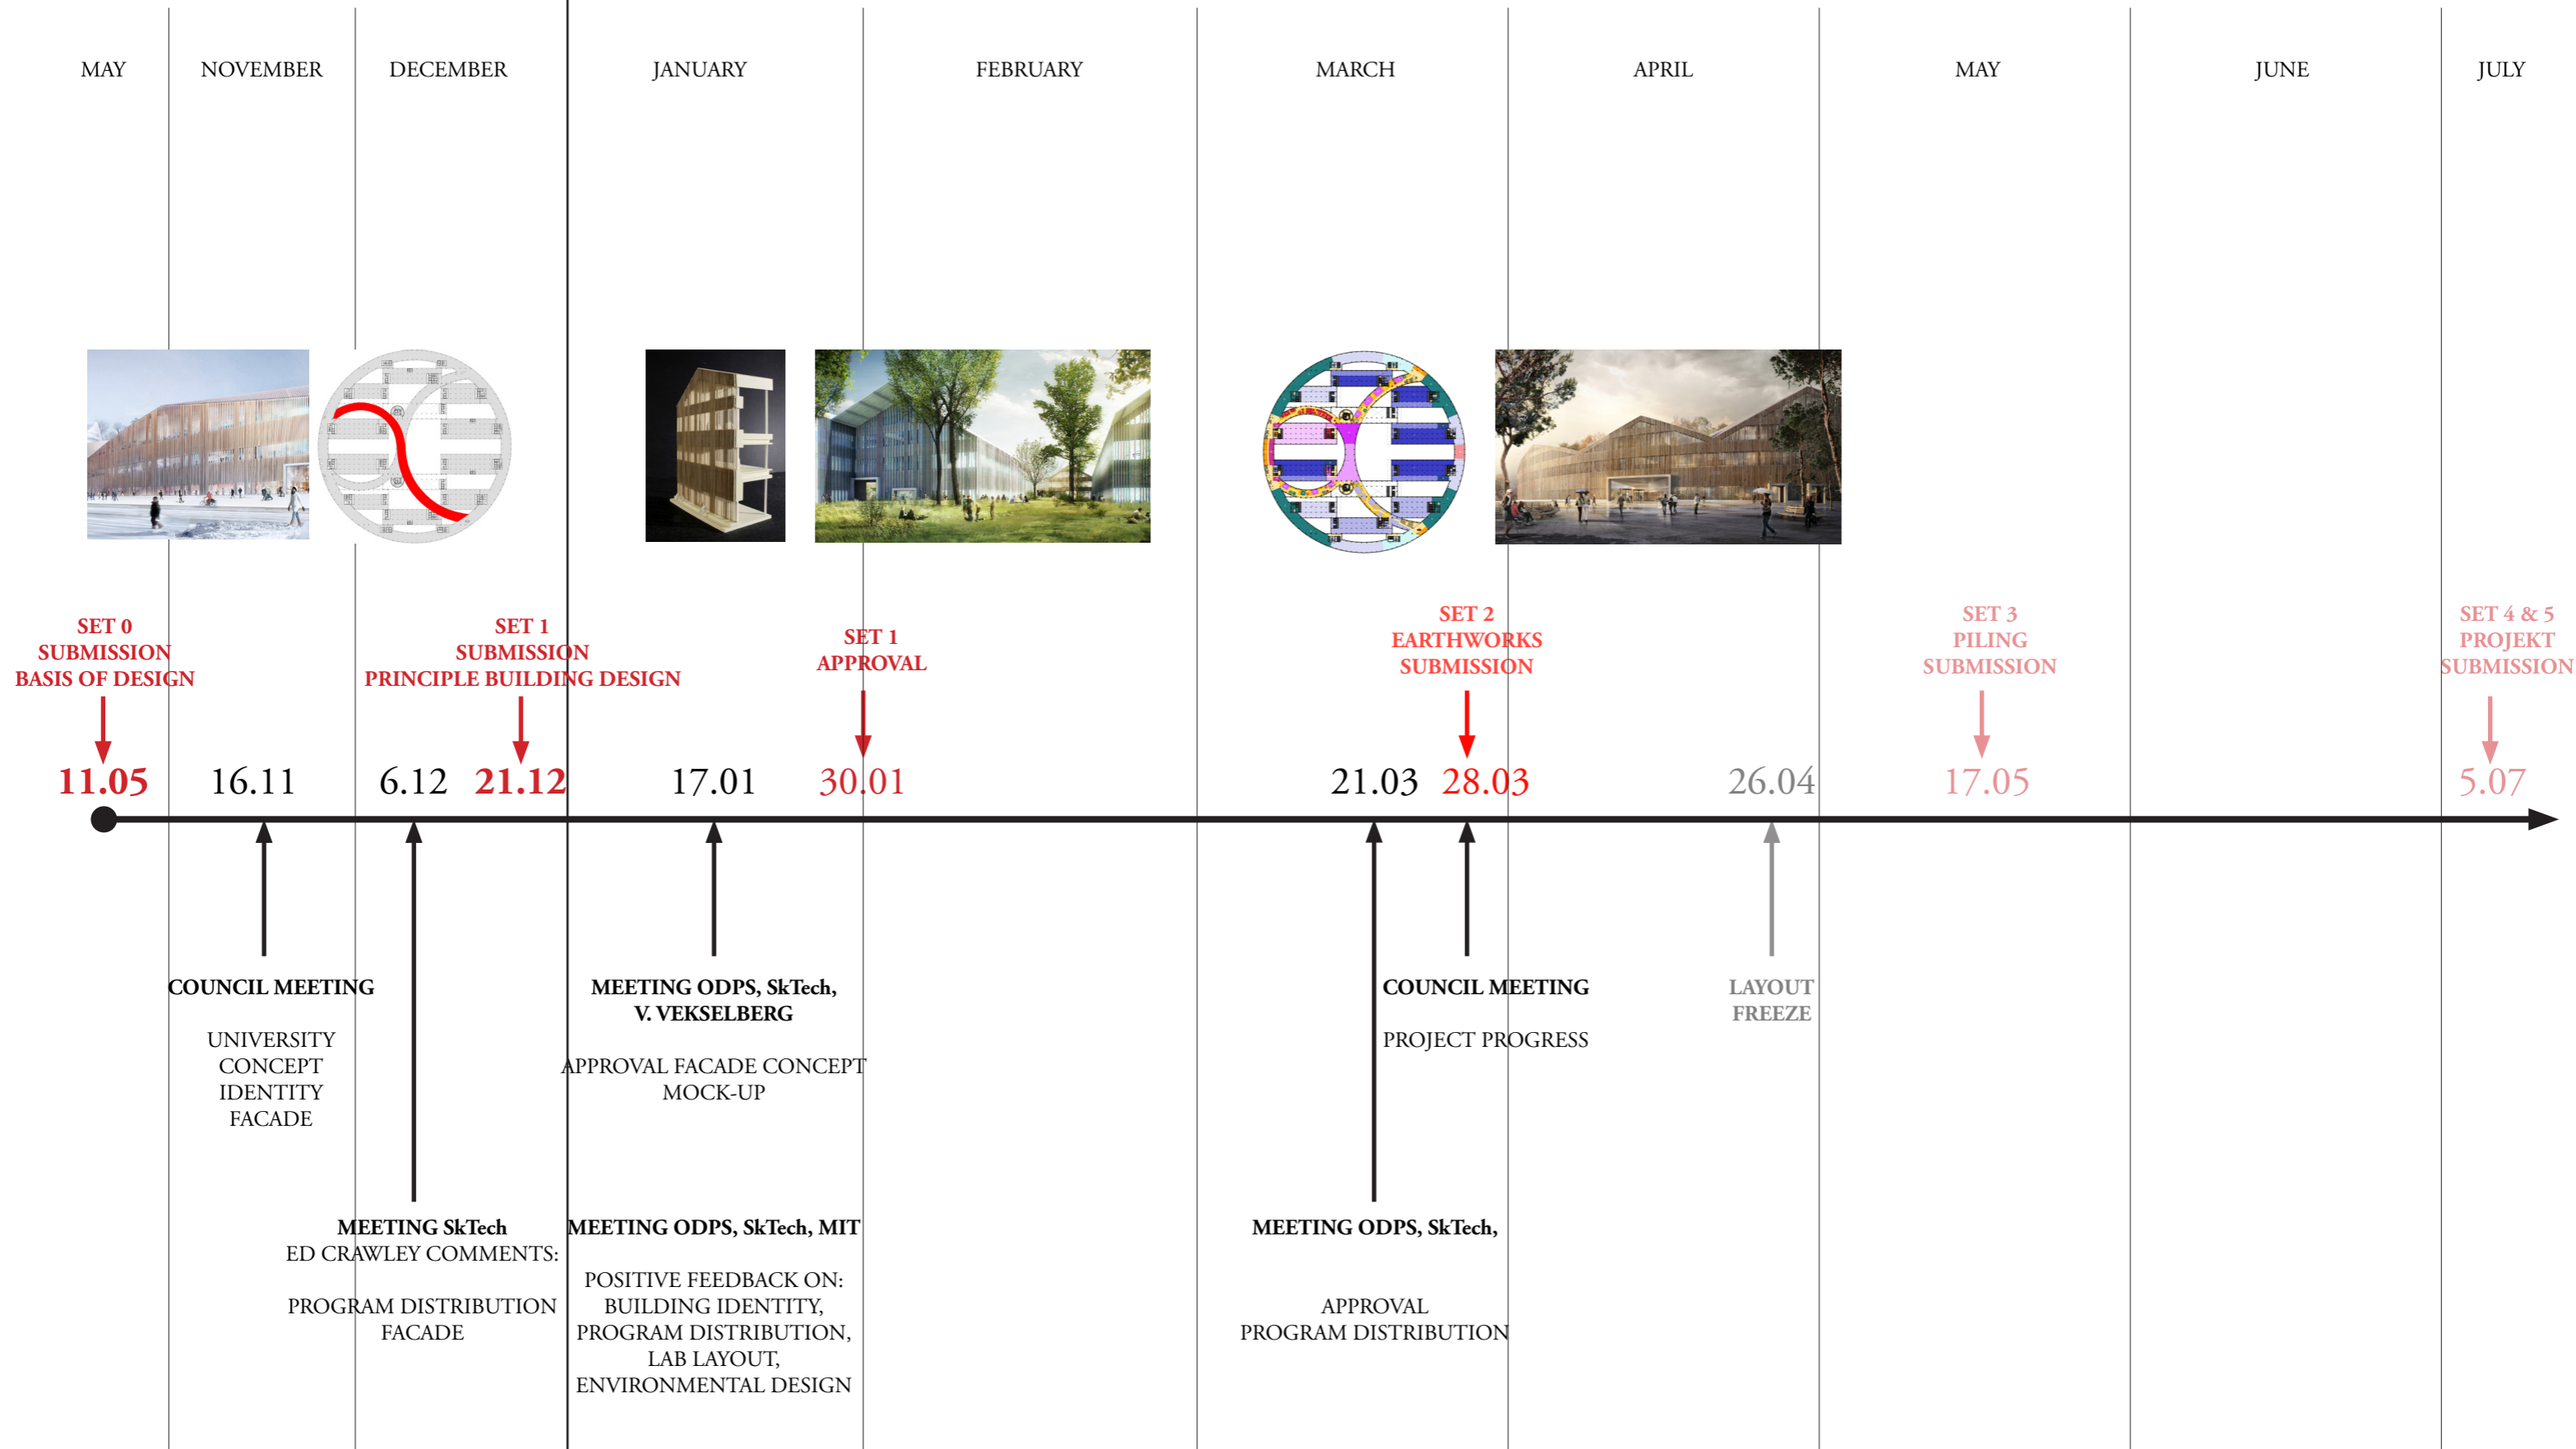 MAY
NOVEMBER
DECEMBER
JANUARY
FEBRUARY
MARCH
APRIL
MAY
JUNE
JULY
SET 0
SUBMISSION
BASIS OF DESIGN
SET 1
SUBMISSION
PRINCIPLE BUILDING DESIGN
SET 1
APPROVAL
SET 2
EARTHWORKS
SUBMISSION
SET 3
PILING
SUBMISSION
SET 4 & 5
PROJEKT
SUBMISSION
11.05
16.11
6.12
21.12
17.01
30.01
21.03
28.03
26.04
17.05
5.07
COUNCIL MEETING
UNIVERSITY
CONCEPT
IDENTITY
FACADE
MEETING ODPS, SkTech,
V. VEKSELBERG
APPROVAL FACADE CONCEPT
MOCK-UP
COUNCIL MEETING
PROJECT PROGRESS
LAYOUT
FREEZE
MEETING SkTech
ED CRAWLEY COMMENTS:
PROGRAM DISTRIBUTION
FACADE
MEETING ODPS, SkTech, MIT
POSITIVE FEEDBACK ON:
BUILDING IDENTITY,
PROGRAM DISTRIBUTION,
LAB LAYOUT,
ENVIRONMENTAL DESIGN
MEETING ODPS, SkTech,
APPROVAL
PROGRAM DISTRIBUTION